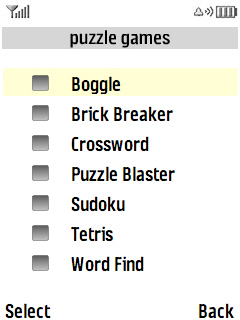 puzzle games
Boggle
Brick Breaker
Crossword
Puzzle Blaster
Sudoku
Tetris
Word Find
Select Back